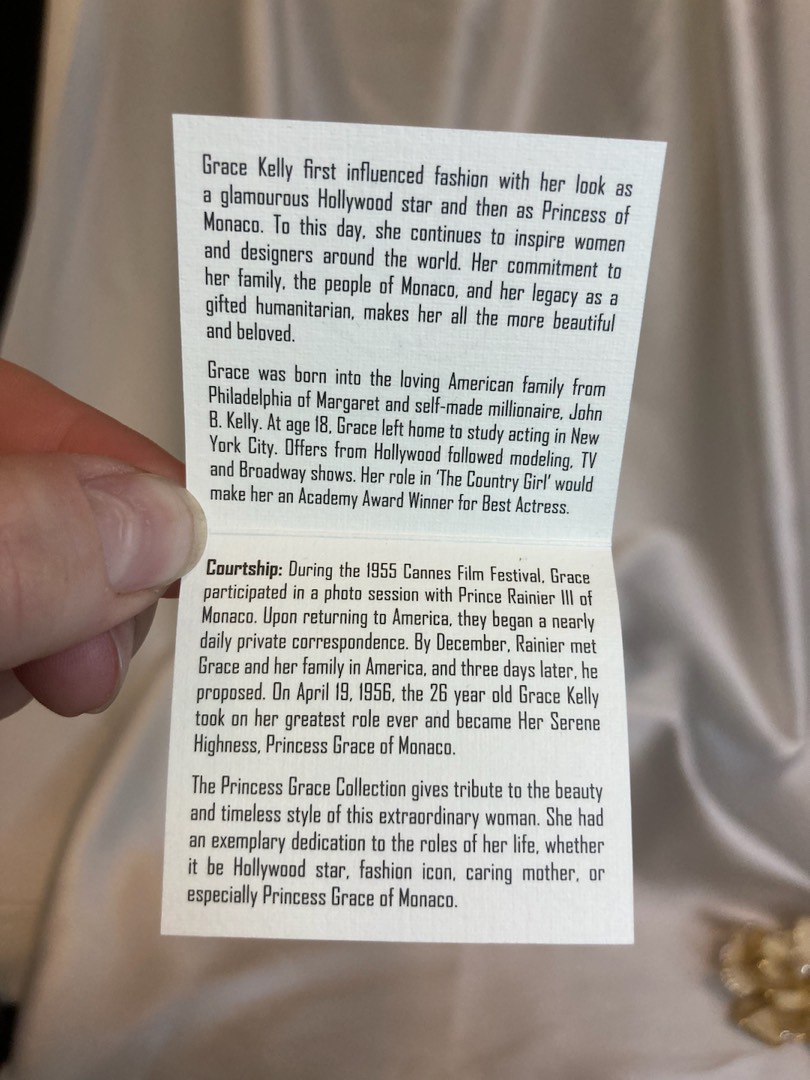 Grace Kelly first influenced fashion with her look as
a glamourous Hollywood star and then as Princess of
Monaco. To this day, she continues to inspire women
and designers around the world. Her commitment to
her family, the people of Monaco, and her legacy as a
gifted humanitarian, makes her all the more beautiful
and beloved.
Grace was born into the loving American family from
Philadelphia of Margaret and self-made millionaire, John
B. Kelly. At age 18, Grace left home to study acting in New
York City. Offers from Hollywood followed modeling, TV
and Broadway shows. Her role in 'The Country Girl' would
make her an Academy Award Winner for Best Actress.
Courtship: During the 1955 Cannes Film Festival, Grace
participated in a photo session with Prince Rainier III of
Monaco. Upon returning to America, they began a nearly
daily private correspondence. By December, Rainier met
Grace and her family in America, and three days later, he
proposed. On April 19, 1956, the 26 year old Grace Kelly
took on her greatest role ever and became Her Serene
Highness, Princess Grace of Monaco.
The Princess Grace Collection gives tribute to the beauty
and timeless style of this extraordinary woman. She had
an exemplary dedication to the roles of her life, whether
it be Hollywood star, fashion icon, caring mother, or
especially Princess Grace of Monaco.